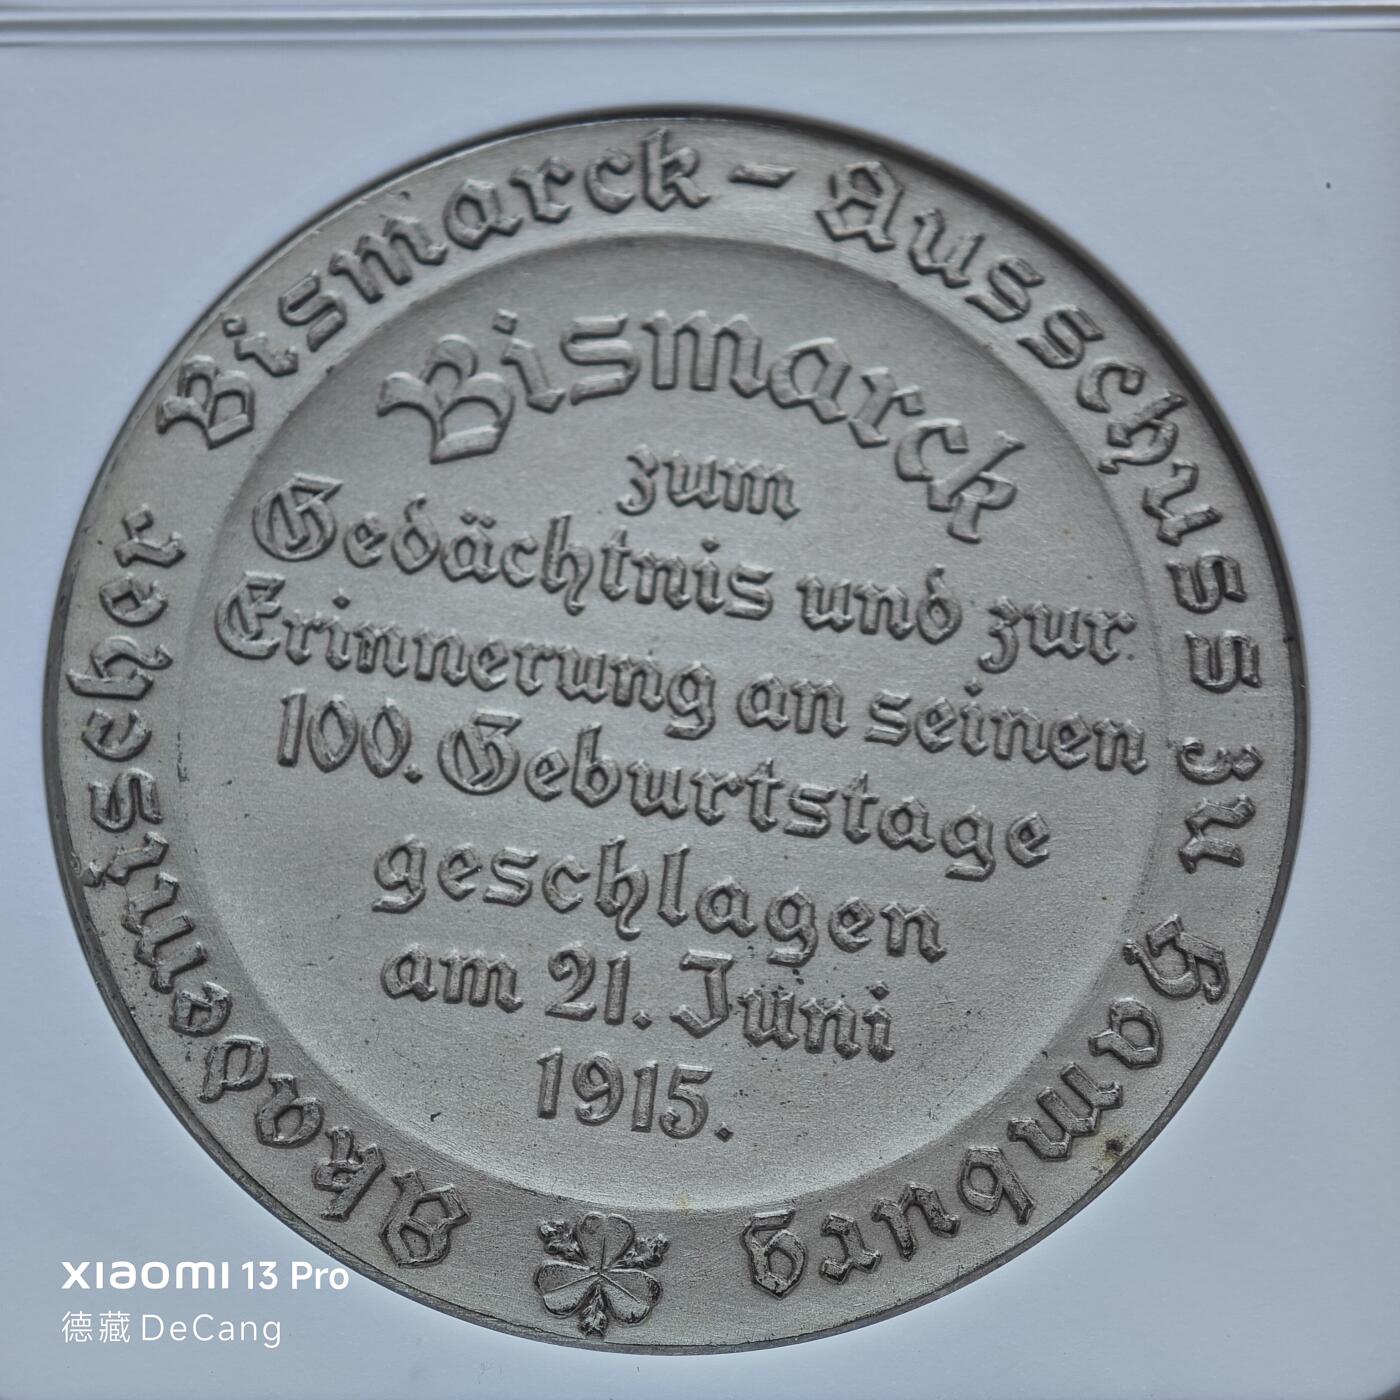 Akademischer Bismarck-Ausschuss zu Hamburg
Bismarck
zum
Gedächtnis und zur
Erinnerung an seinen
100. Geburtstage
geschlagen
am 21. Juni
1915.
xiaomi 13 Pro
德藏 DeCang